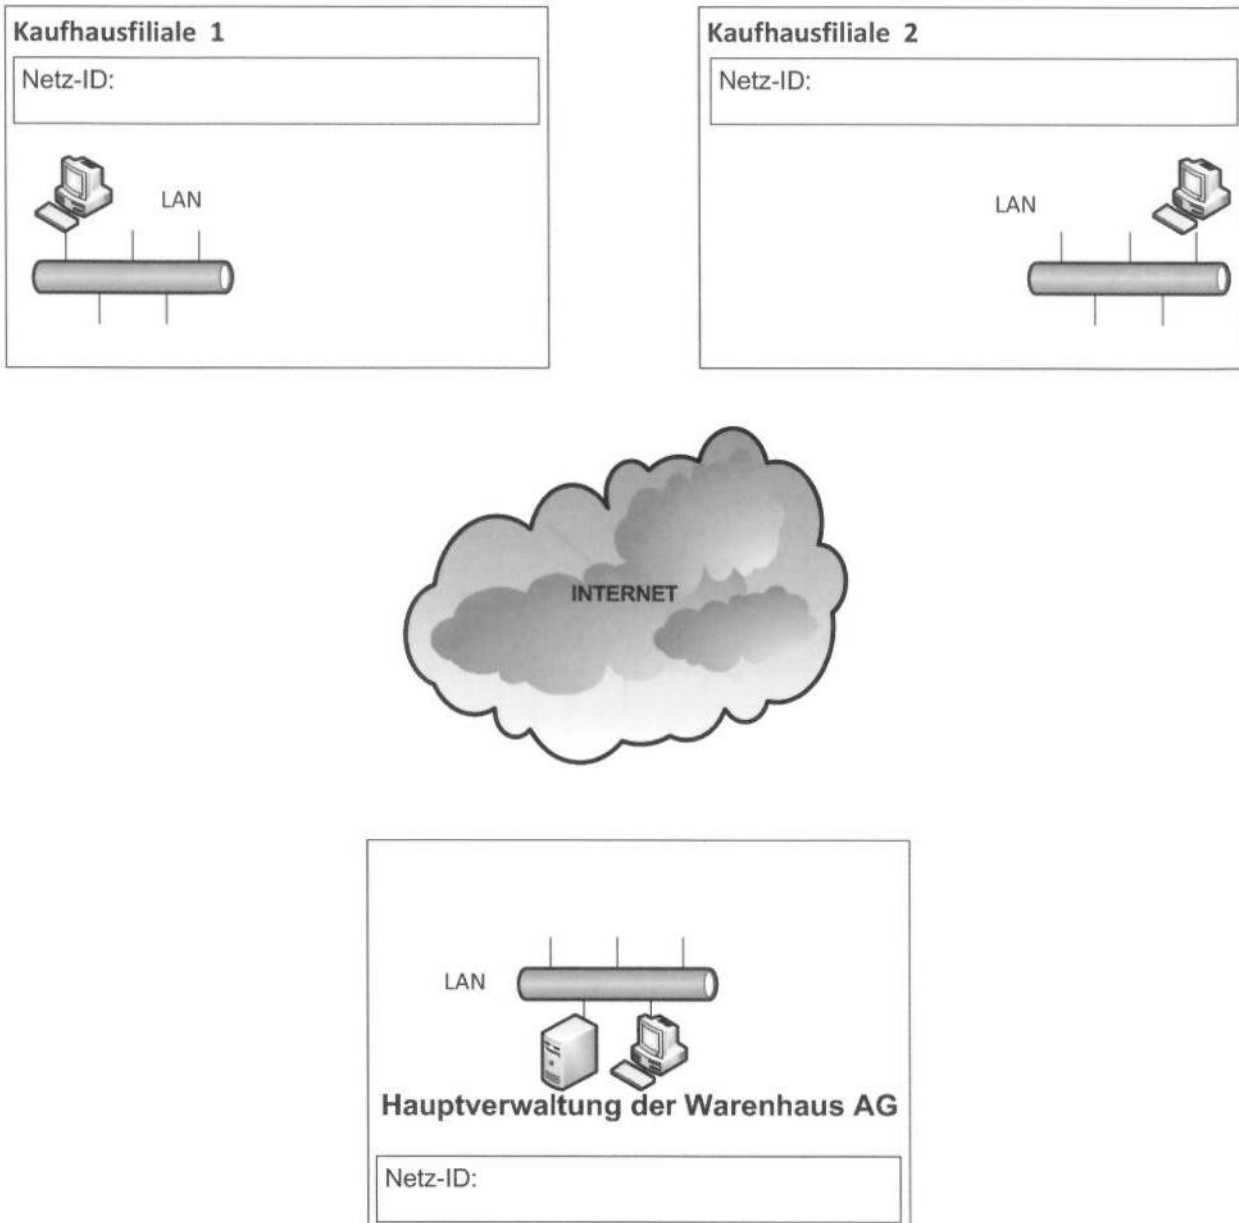 Kaufhausfiliale 1
Netz-ID:
LAN
Kaufhausfiliale 2
Netz-ID:
LAN
INTERNET
LAN
Hauptverwaltung der Warenhaus AG
Netz-ID: